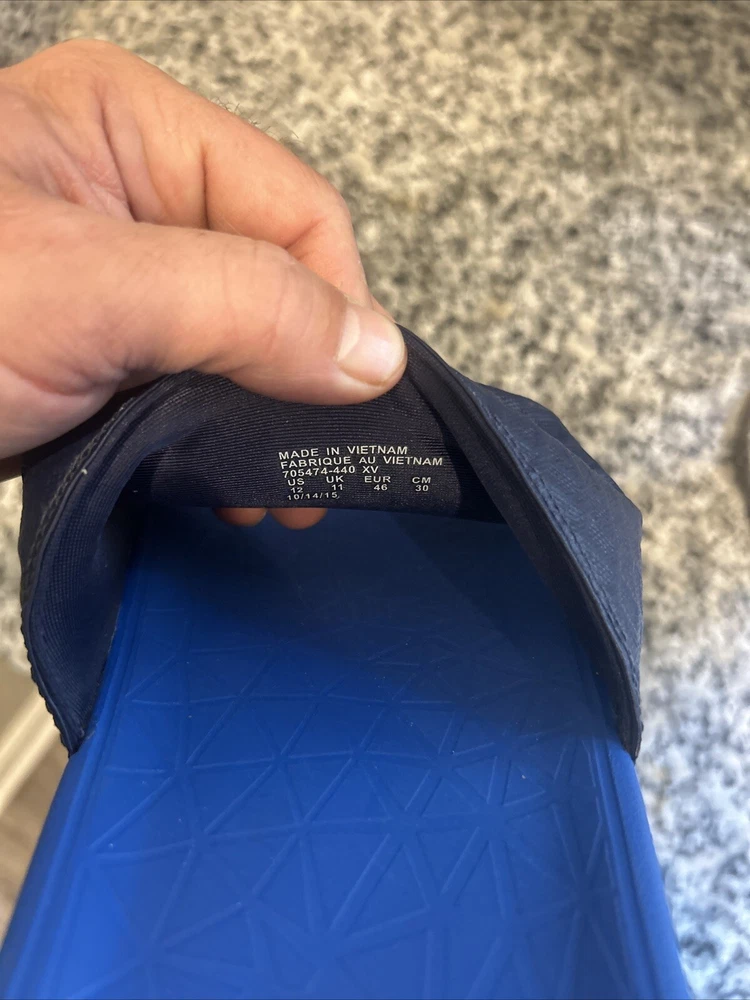 MADE IN VIETNAM
FABRIQUE AU VIETNAM
705474-440 XV
US UK EUR CM
12 11 46 30
10/14/15